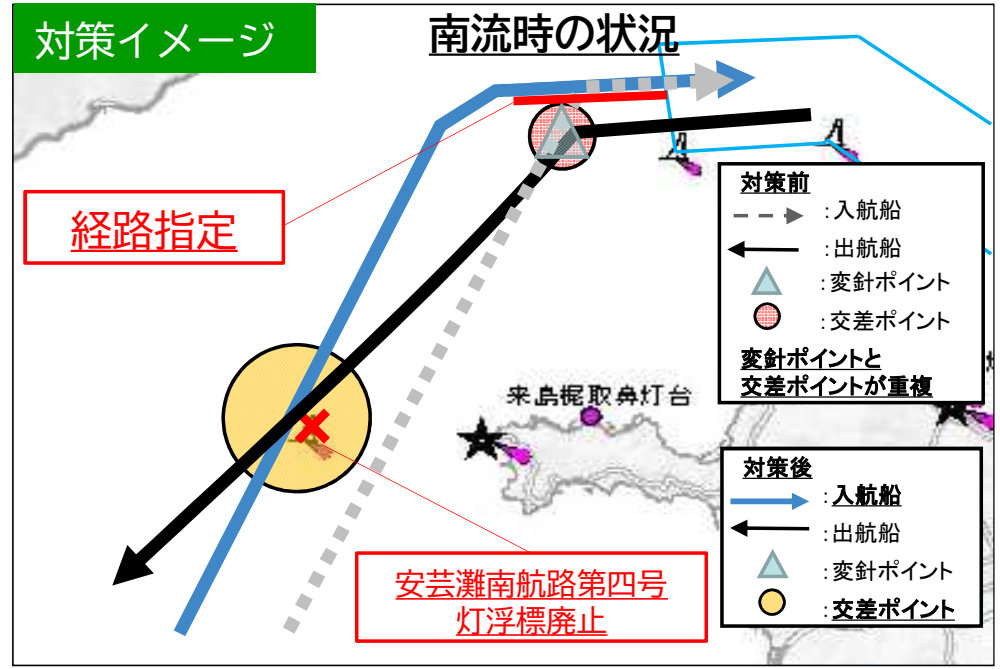 対策イメージ
南流時の状況
経路指定
対策前
：入航船
：出航船
：変針ポイント
：交差ポイント
変針ポイントと
交差ポイントが重複
来島梶取鼻灯台
対策後
：入航船
：出航船
：変針ポイント
：交差ポイント
安芸灘南航路第四号
灯浮標廃止